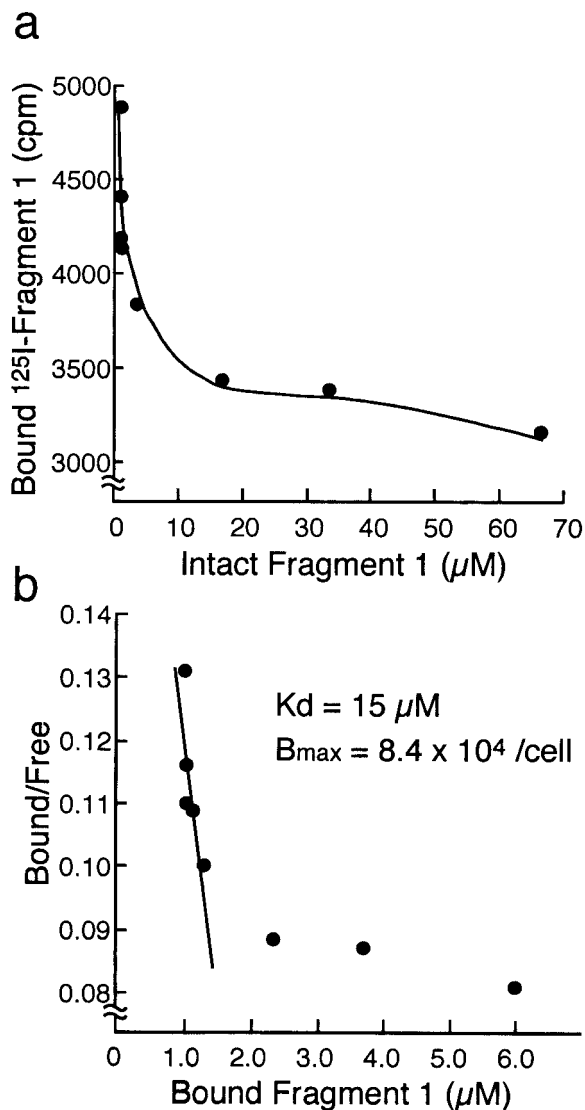 a
Bound 125I-Fragment 1 (cpm)
5000
4500
4000
3500
3000
0 10 20 30 40 50 60 70
Intact Fragment 1 (µM)
b
Bound/Free
0.14
0.13
0.12
0.11
0.10
0.09
0.08
Kd = 15 µM
Bmax = 8.4 x 10⁴ /cell
0 1.0 2.0 3.0 4.0 5.0 6.0
Bound Fragment 1 (µM)